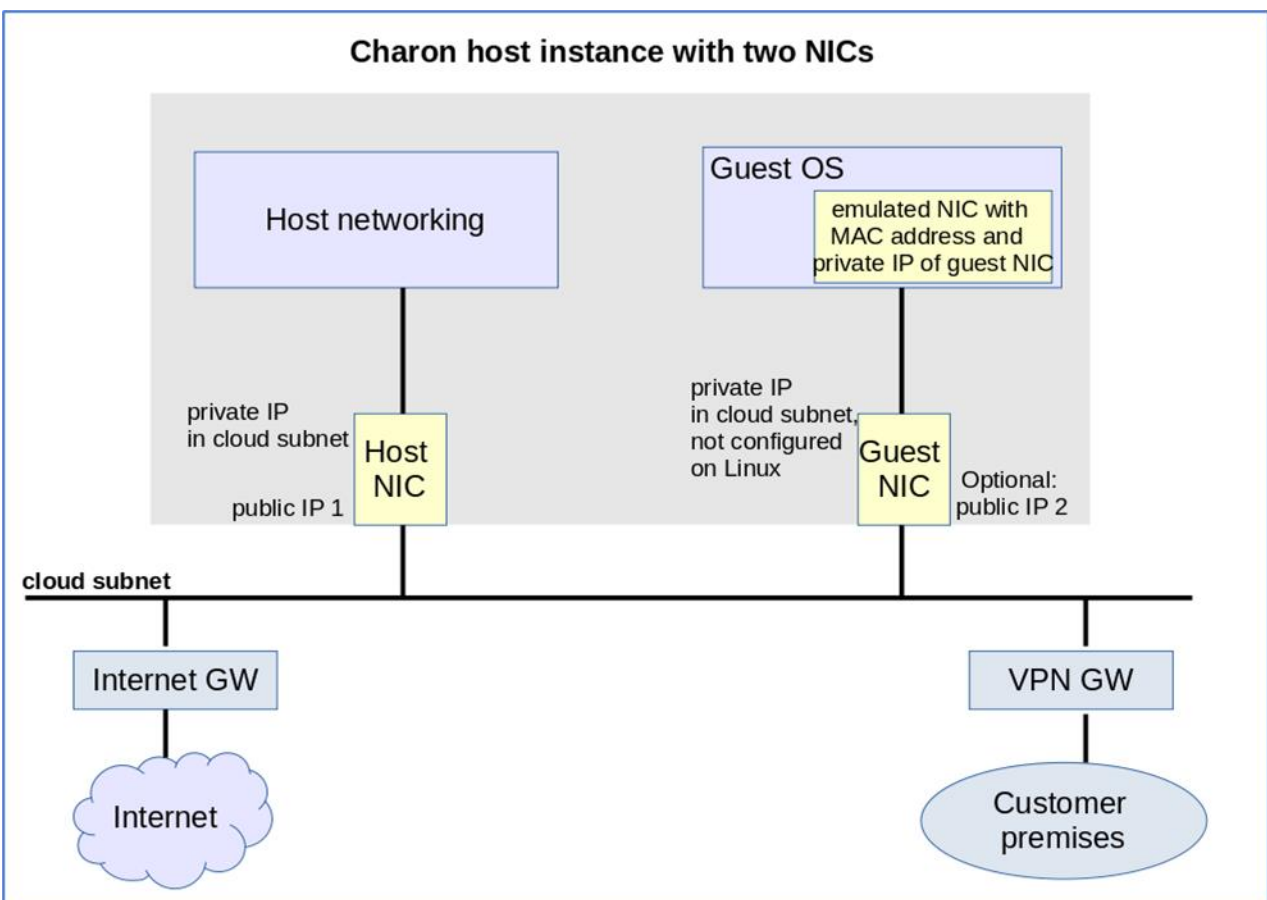 Charon host instance with two NICs
Host networking
Guest OS
emulated NIC with
MAC address and
private IP of guest NIC
private IP
in cloud subnet
Host
NIC
public IP 1
private IP
in cloud subnet,
not configured
on Linux
Guest
NIC
Optional:
public IP 2
cloud subnet
Internet GW
VPN GW
Internet
Customer
premises